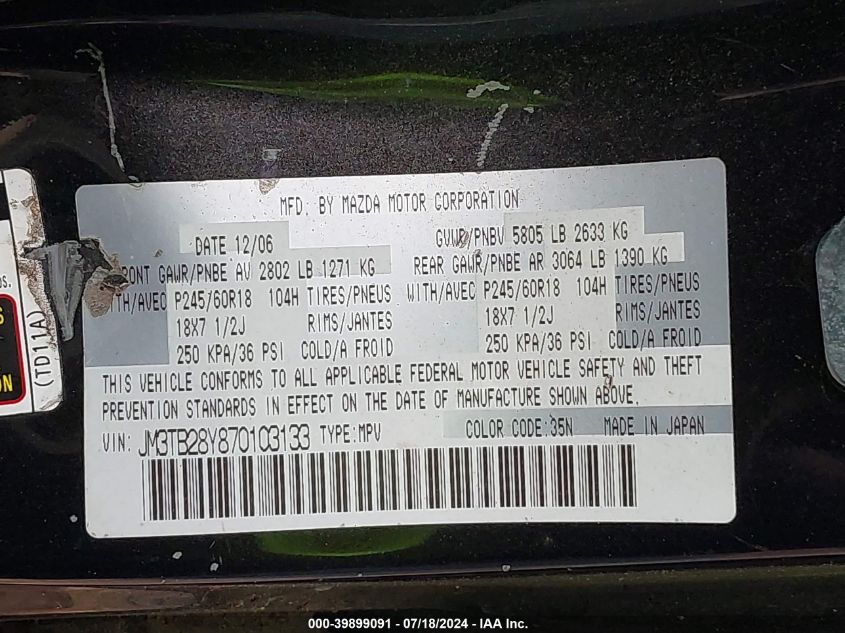 MFD. BY MAZDA MOTOR CORPORATION
DATE 12/06 GVWR/PNBV 5805 LB 2633 KG
FRONT GAWR/PNBE AV 2802 LB 1271 KG REAR GAWR/PNBE AR 3064 LB 1390 KG
WITH/AVEC P245/60R18 104H TIRES/PNEUS WITH/AVEC P245/60R18 104H TIRES/PNEUS
18X7 1/2J RIMS/JANTES 18X7 1/2J RIMS/JANTES
250 KPA/36 PSI COLD/A FROID 250 KPA/36 PSI COLD/A FROID
THIS VEHICLE CONFORMS TO ALL APPLICABLE FEDERAL MOTOR VEHICLE SAFETY AND THEFT
PREVENTION STANDARDS IN EFFECT ON THE DATE OF MANUFACTURE SHOWN ABOVE.
VIN: JM3TB28Y870103133 TYPE:MPV COLOR CODE:35N MADE IN JAPAN
(TD11A)
000-39899091 - 07/18/2024 - IAA Inc.